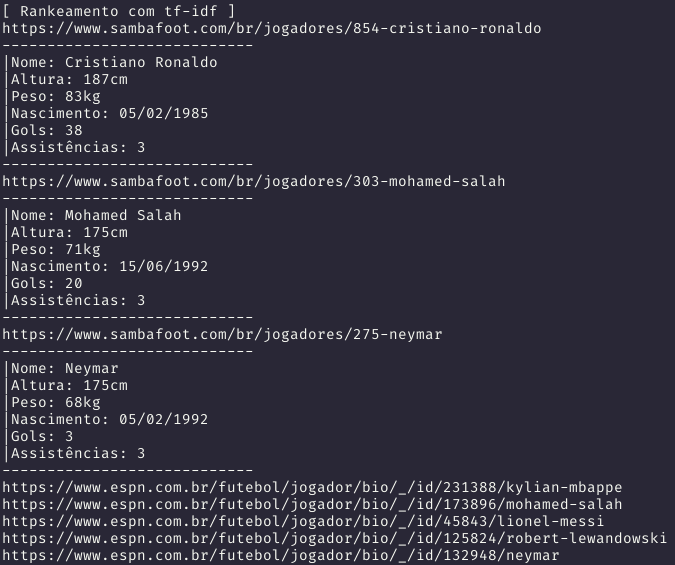 [ Rankeamento com tf-idf ]
https://www.sambafoot.com/br/jogadores/854-cristiano-ronaldo
----------------------------
|Nome: Cristiano Ronaldo
|Altura: 187cm
|Peso: 83kg
|Nascimento: 05/02/1985
|Gols: 38
|Assistências: 3
----------------------------
https://www.sambafoot.com/br/jogadores/303-mohamed-salah
----------------------------
|Nome: Mohamed Salah
|Altura: 175cm
|Peso: 71kg
|Nascimento: 15/06/1992
|Gols: 20
|Assistências: 3
----------------------------
https://www.sambafoot.com/br/jogadores/275-neymar
----------------------------
|Nome: Neymar
|Altura: 175cm
|Peso: 68kg
|Nascimento: 05/02/1992
|Gols: 3
|Assistências: 3
----------------------------
https://www.espn.com.br/futebol/jogador/bio/_/id/231388/kylian-mbappe
https://www.espn.com.br/futebol/jogador/bio/_/id/173896/mohamed-salah
https://www.espn.com.br/futebol/jogador/bio/_/id/45843/lionel-messi
https://www.espn.com.br/futebol/jogador/bio/_/id/125824/robert-lewandowski
https://www.espn.com.br/futebol/jogador/bio/_/id/132948/neymar